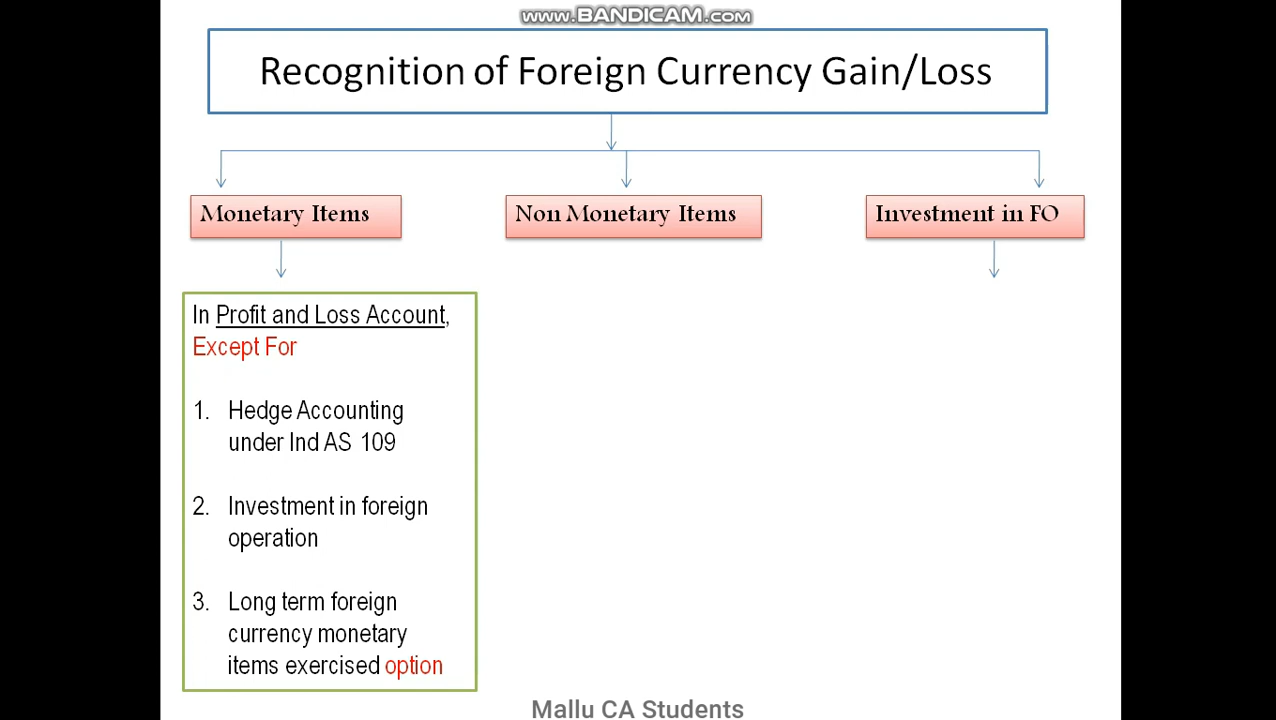 www.BANDICAM.com
Recognition of Foreign Currency Gain/Loss
Monetary Items
Non Monetary Items
Investment in FO
In Profit and Loss Account,
Except For
1. Hedge Accounting
under Ind AS 109
2. Investment in foreign
operation
3. Long term foreign
currency monetary
items exercised option
Mallu CA Students